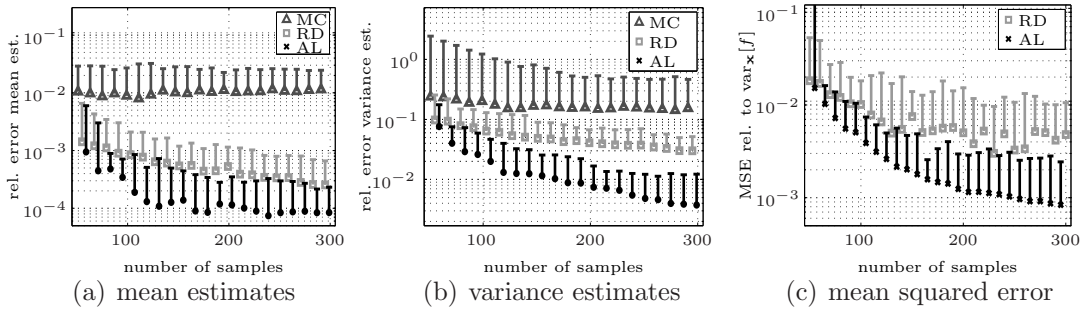 rel. error mean est.
10⁻¹
10⁻²
10⁻³
10⁻⁴
MC
RD
AL
100
200
300
number of samples
(a) mean estimates
rel. error variance est.
10⁰
10⁻¹
10⁻²
MC
RD
AL
100
200
300
number of samples
(b) variance estimates
MSE rel. to varₓ[f]
10⁻¹
10⁻²
10⁻³
RD
AL
100
200
300
number of samples
(c) mean squared error